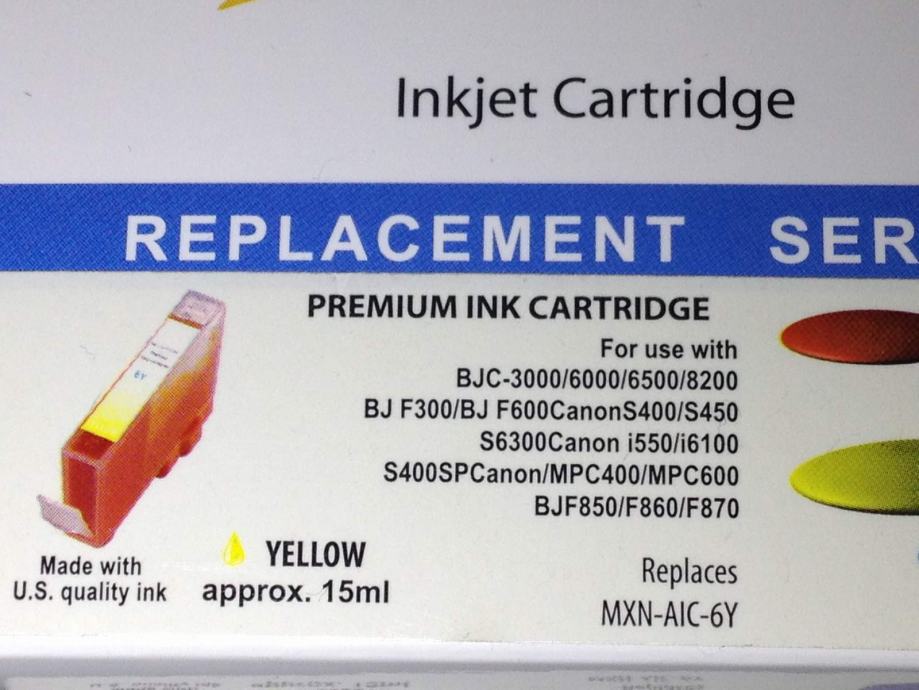 Inkjet Cartridge
REPLACEMENT SER
PREMIUM INK CARTRIDGE
For use with
BJC-3000/6000/6500/8200
BJ F300/BJ F600CanonS400/S450
S6300Canon i550/i6100
S400SPCanon/MPC400/MPC600
BJF850/F860/F870
6Y
Made with
U.S. quality ink
YELLOW
approx. 15ml
Replaces
MXN-AIC-6Y